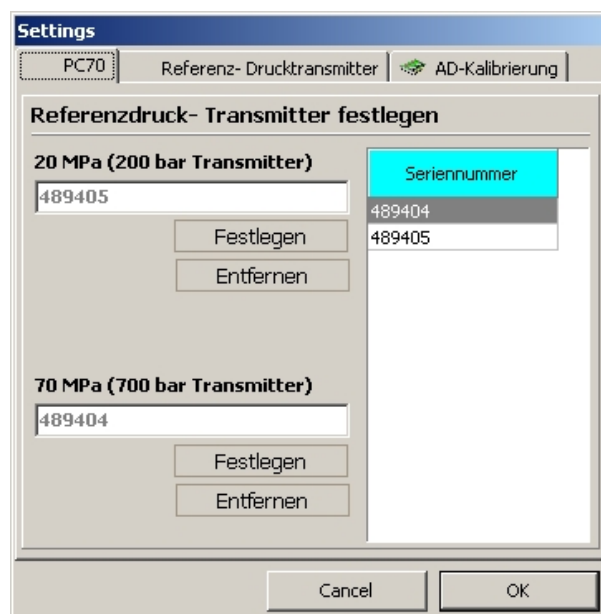 Settings
PC70
Referenz- Drucktransmitter
AD-Kalibrierung
Referenzdruck- Transmitter festlegen
20 MPa (200 bar Transmitter)
489405
Festlegen
Entfernen
Seriennummer
489404
489405
70 MPa (700 bar Transmitter)
489404
Festlegen
Entfernen
Cancel
OK